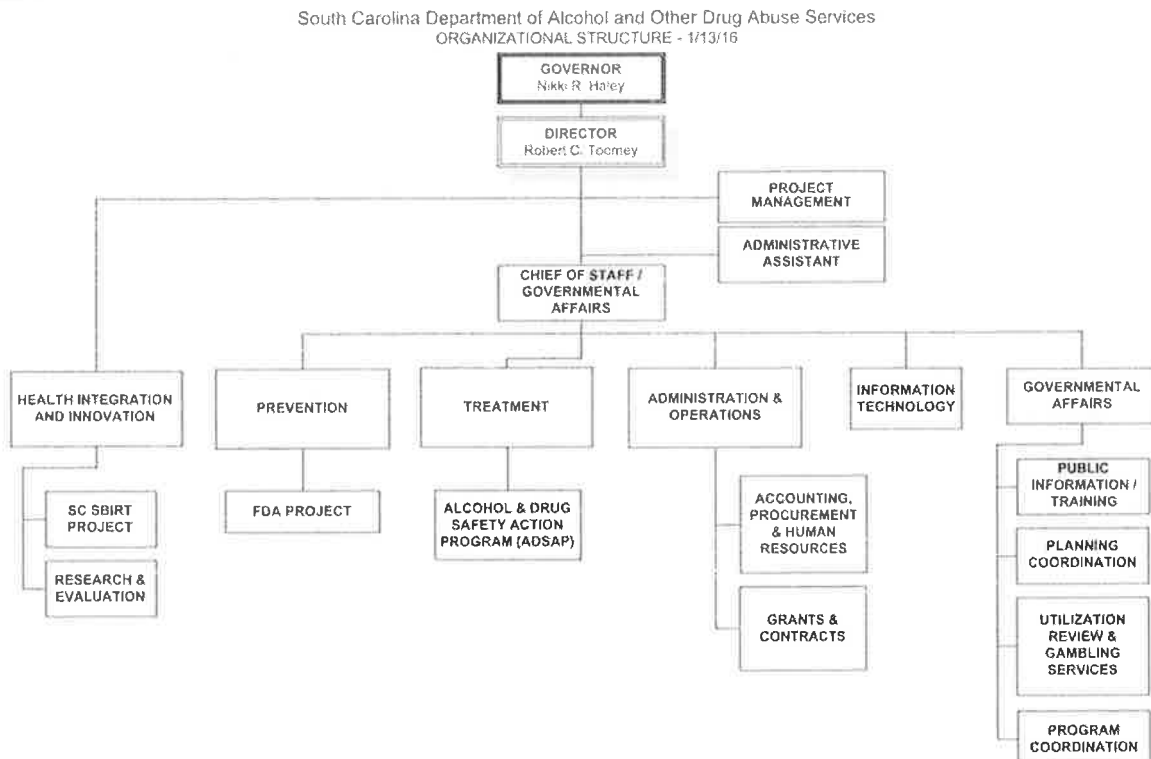 South Carolina Department of Alcohol and Other Drug Abuse Services
ORGANIZATIONAL STRUCTURE - 1/13/16
GOVERNOR
Nikki R. Haley
DIRECTOR
Robert C. Toomey
PROJECT
MANAGEMENT
ADMINISTRATIVE
ASSISTANT
CHIEF OF STAFF /
GOVERNMENTAL
AFFAIRS
HEALTH INTEGRATION
AND INNOVATION
PREVENTION
TREATMENT
ADMINISTRATION &
OPERATIONS
INFORMATION
TECHNOLOGY
GOVERNMENTAL
AFFAIRS
SC SBIRT
PROJECT
RESEARCH &
EVALUATION
FDA PROJECT
ALCOHOL & DRUG
SAFETY ACTION
PROGRAM (ADSAP)
ACCOUNTING,
PROCUREMENT
& HUMAN
RESOURCES
GRANTS &
CONTRACTS
PUBLIC
INFORMATION /
TRAINING
PLANNING
COORDINATION
UTILIZATION
REVIEW &
GAMBLING
SERVICES
PROGRAM
COORDINATION